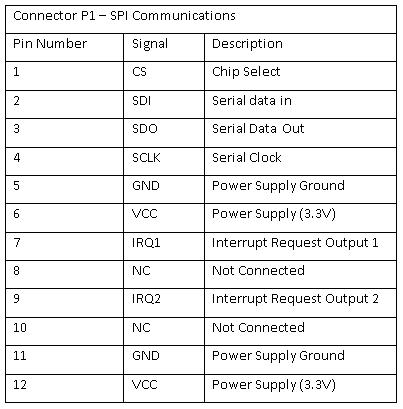 Connector P1 – SPI Communications
Pin Number Signal Description
1 CS Chip Select
2 SDI Serial data in
3 SDO Serial Data Out
4 SCLK Serial Clock
5 GND Power Supply Ground
6 VCC Power Supply (3.3V)
7 IRQ1 Interrupt Request Output 1
8 NC Not Connected
9 IRQ2 Interrupt Request Output 2
10 NC Not Connected
11 GND Power Supply Ground
12 VCC Power Supply (3.3V)